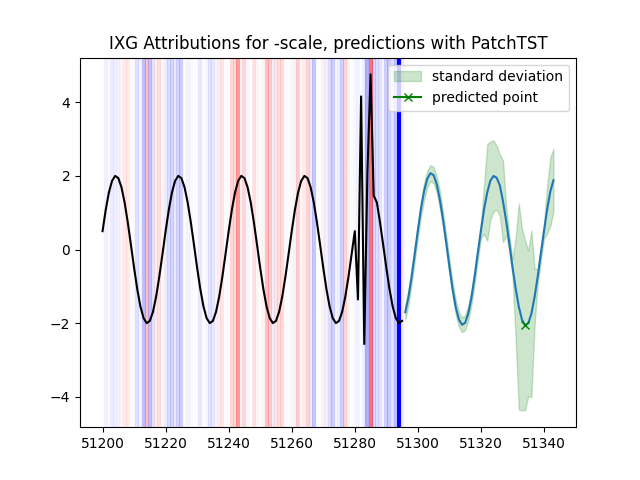 IXG Attributions for -scale, predictions with PatchTST
standard deviation
predicted point
4
2
0
−2
−4
51200 51220 51240 51260 51280 51300 51320 51340